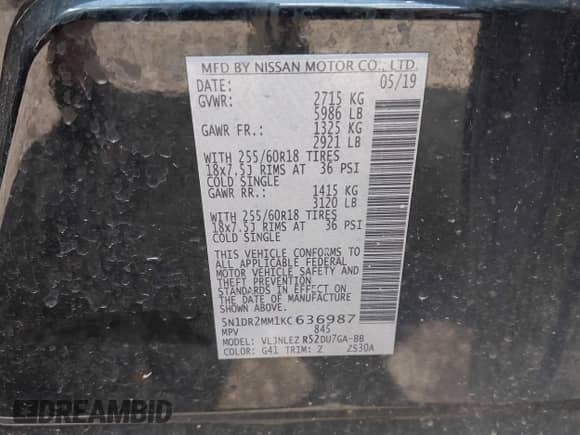 MFD BY NISSAN MOTOR CO., LTD.
DATE: 05/19
GVWR: 2715 KG
5986 LB
GAWR FR.: 1325 KG
2921 LB
WITH 255/60R18 TIRES
18x7.5J RIMS AT 36 PSI
COLD SINGLE
GAWR RR.: 1415 KG
3120 LB
WITH 255/60R18 TIRES
18x7.5J RIMS AT 36 PSI
COLD SINGLE
THIS VEHICLE CONFORMS TO
ALL APPLICABLE FEDERAL
MOTOR VEHICLE SAFETY AND
THEFT PREVENTION
STANDARDS IN EFFECT ON
THE DATE OF MANUFACTURE
SHOWN ABOVE.
5N1DR2MM1KC636987
MPV 845
MODEL: VLJNLEZ R52DU7GA-BB
COLOR: G41 TRIM: Z ZS30A
DREAMBID